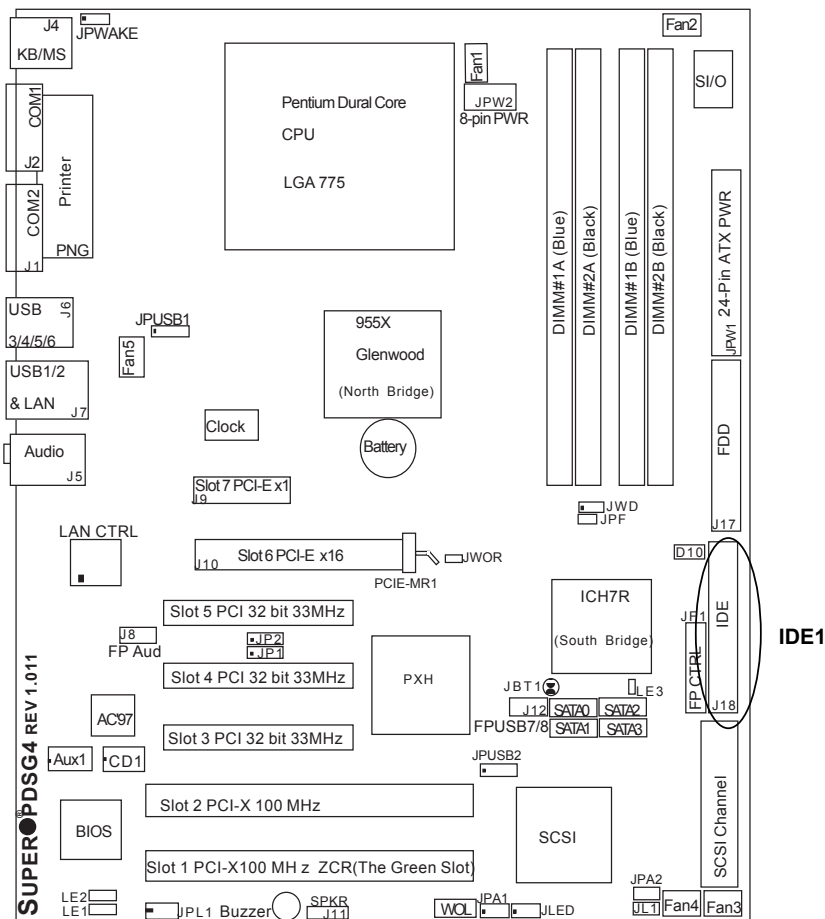 J4
KB/MS
JPWAKE
Fan2
Fan1
JPW2
8-pin PWR
SI/O
Pentium Dural Core
CPU
LGA 775
COM1
J2
COM2
J1
Printer
PNG
DIMM#1A (Blue)
DIMM#2A (Black)
DIMM#1B (Blue)
DIMM#2B (Black)
24-Pin ATX PWR
JPW1
USB
J6
3/4/5/6
JPUSB1
Fan5
955X
Glenwood
(North Bridge)
USB1/2
& LAN
J7
Clock
Battery
FDD
J17
Audio
J5
Slot 7 PCI-E x1
J9
JWD
JPF
LAN CTRL
J10
Slot 6 PCI-E x16
PCIE-MR1
JWOR
D10
IDE
J18
IDE1
ICH7R
(South Bridge)
JF1
FP CTRL
Slot 5 PCI 32 bit 33MHz
J8
FP Aud
JP2
JP1
Slot 4 PCI 32 bit 33MHz
PXH
JBT1
LE3
J12
SATA0
SATA2
FPUSB7/8
SATA1
SATA3
AC'97
Slot 3 PCI 32 bit 33MHz
Aux1
CD1
JPUSB2
SUPER®PDSG4 REV 1.011
BIOS
Slot 2 PCI-X 100 MHz
SCSI
SCSI Channel
Slot 1 PCI-X100 MH z ZCR(The Green Slot)
LE2
LE1
JPL1
Buzzer
SPKR
J11
WOL
JPA1
JLED
JPA2
JL1
Fan4
Fan3